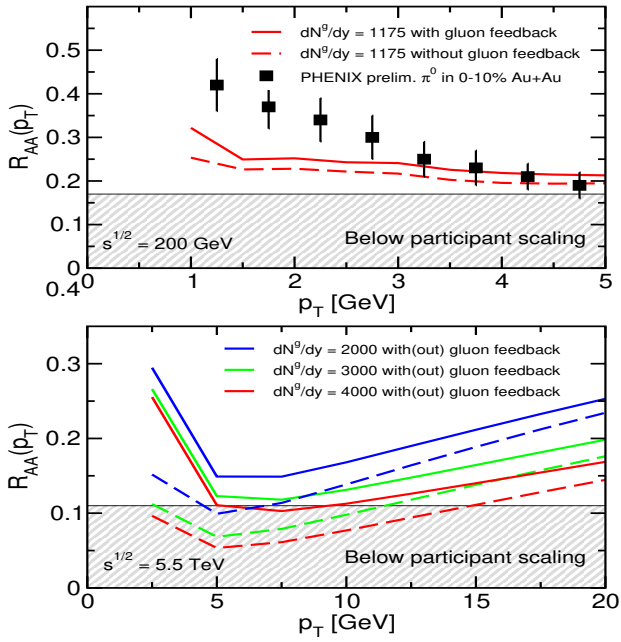 0.6
dN^g/dy = 1175 with gluon feedback
dN^g/dy = 1175 without gluon feedback
PHENIX prelim. π^0 in 0-10% Au+Au
0.5
0.4
0.3
0.2
0.1
0
R_AA(p_T)
s^1/2 = 200 GeV
Below participant scaling
0 1 2 3 4 5
p_T [GeV]
0.4
dN^g/dy = 2000 with(out) gluon feedback
dN^g/dy = 3000 with(out) gluon feedback
dN^g/dy = 4000 with(out) gluon feedback
0.3
0.2
0.1
0
R_AA(p_T)
s^1/2 = 5.5 TeV
Below participant scaling
0 5 10 15 20
p_T [GeV]